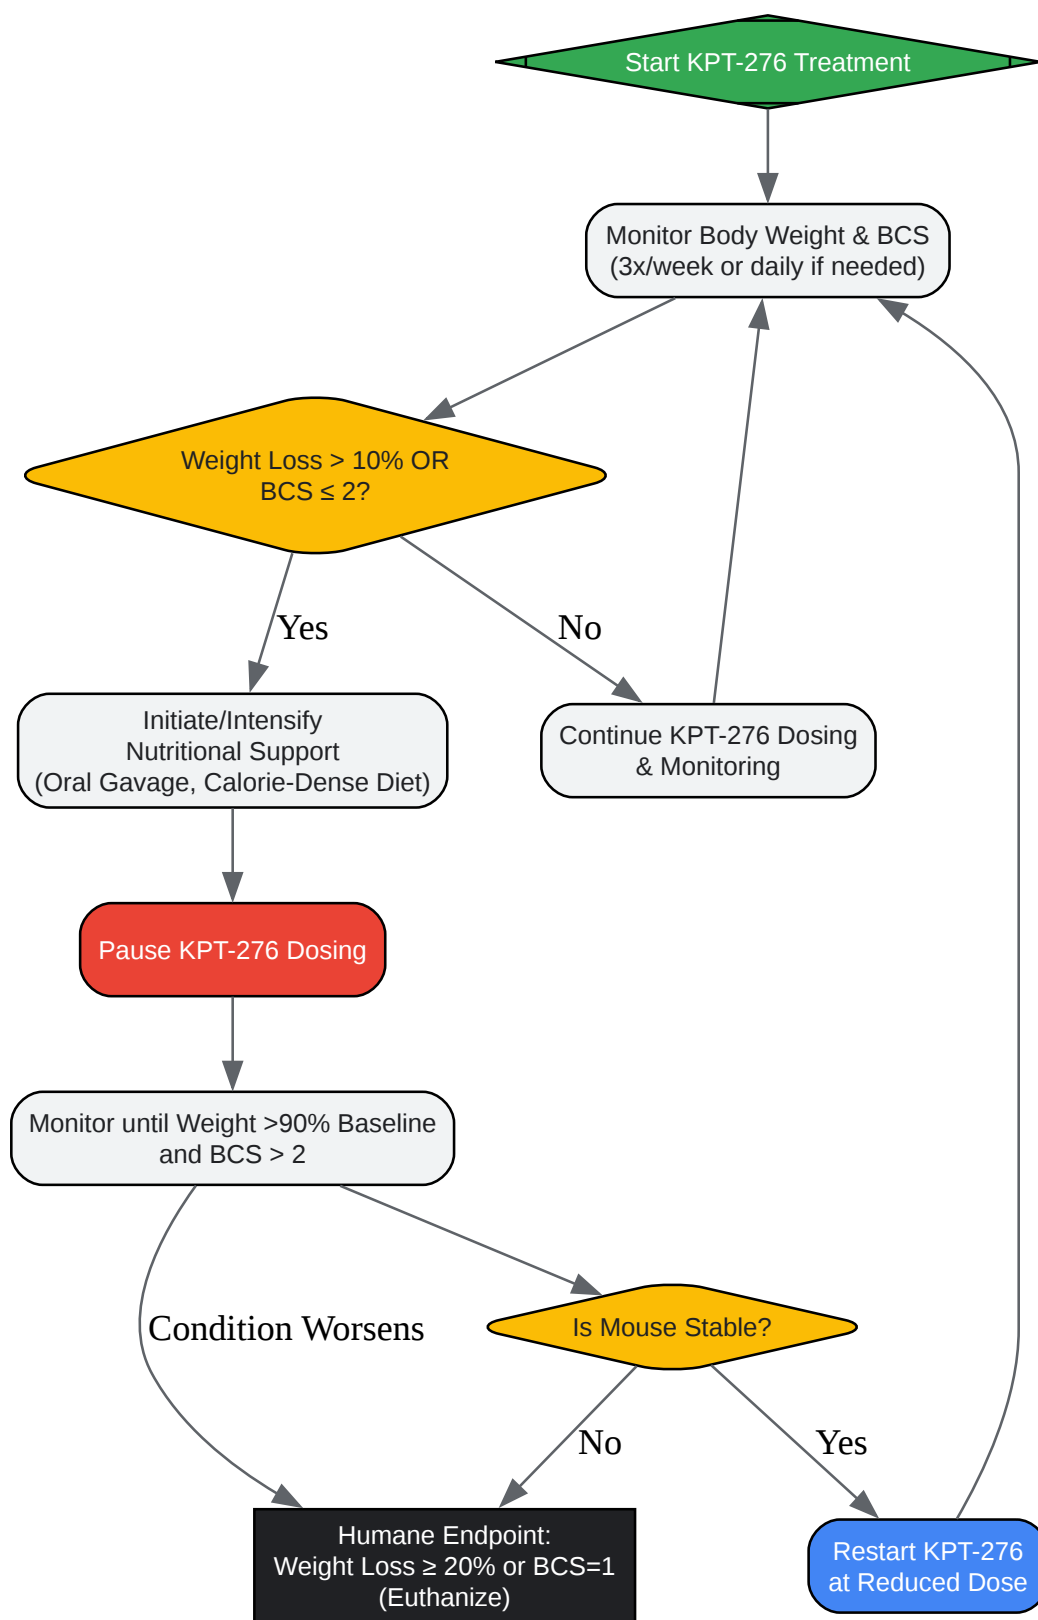 Start KPT-276 Treatment
Monitor Body Weight & BCS
(3x/week or daily if needed)
Weight Loss > 10% OR
BCS ≤ 2?
Yes
No
Initiate/Intensify
Nutritional Support
(Oral Gavage, Calorie-Dense Diet)
Continue KPT-276 Dosing
& Monitoring
Pause KPT-276 Dosing
Monitor until Weight >90% Baseline
and BCS > 2
Condition Worsens
Is Mouse Stable?
No
Yes
Humane Endpoint:
Weight Loss ≥ 20% or BCS=1
(Euthanize)
Restart KPT-276
at Reduced Dose